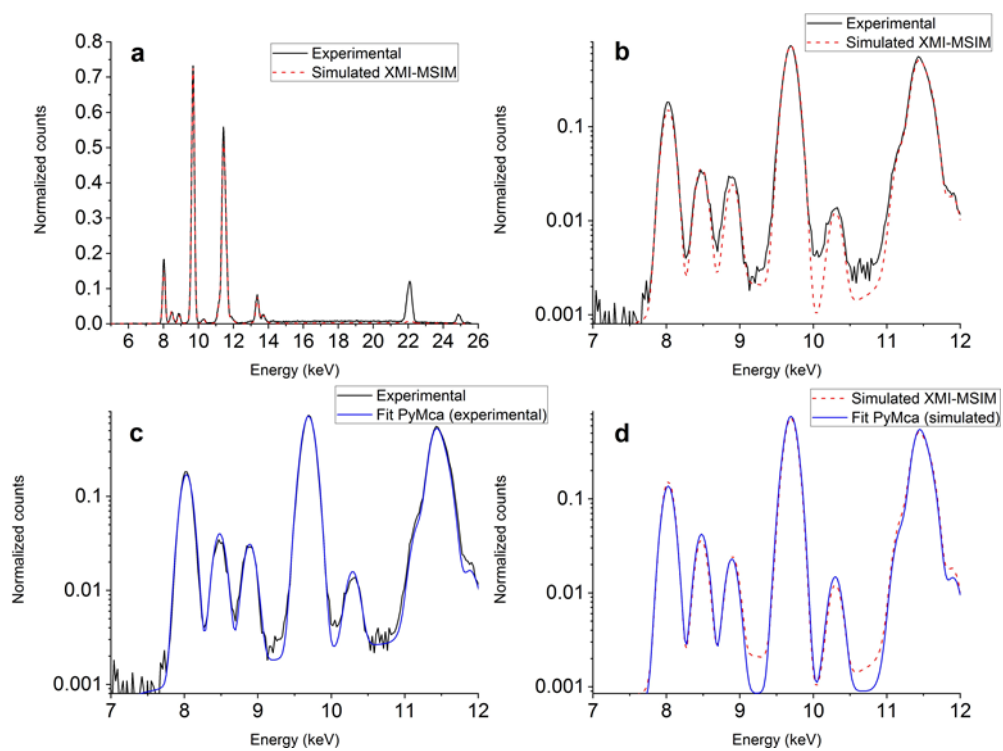 a
Experimental
Simulated XMI-MSIM
Normalized counts
0.8
0.7
0.6
0.5
0.4
0.3
0.2
0.1
0.0
6 8 10 12 14 16 18 20 22 24 26
Energy (keV)
b
Experimental
Simulated XMI-MSIM
Normalized counts
0.1
0.01
0.001
7 8 9 10 11 12
Energy (keV)
c
Experimental
Fit PyMca (experimental)
Normalized counts
0.1
0.01
0.001
7 8 9 10 11 12
Energy (keV)
d
Simulated XMI-MSIM
Fit PyMca (simulated)
Normalized counts
0.1
0.01
0.001
7 8 9 10 11 12
Energy (keV)